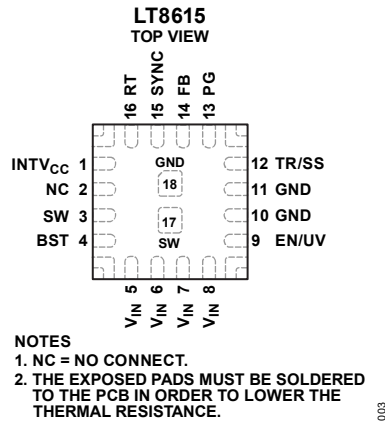 LT8615
TOP VIEW
16 RT
15 SYNC
14 FB
13 PG
INTVCC 1
NC 2
SW 3
BST 4
GND
18
17
SW
12 TR/SS
11 GND
10 GND
9 EN/UV
5 VIN
6 VIN
7 VIN
8 VIN
NOTES
1. NC = NO CONNECT.
2. THE EXPOSED PADS MUST BE SOLDERED
TO THE PCB IN ORDER TO LOWER THE
THERMAL RESISTANCE.
003